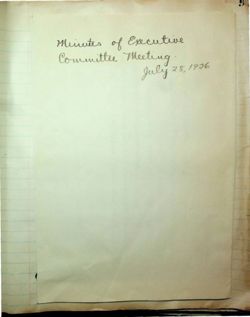 Minutes of Executive
Committee Meeting.
July 28, 1936